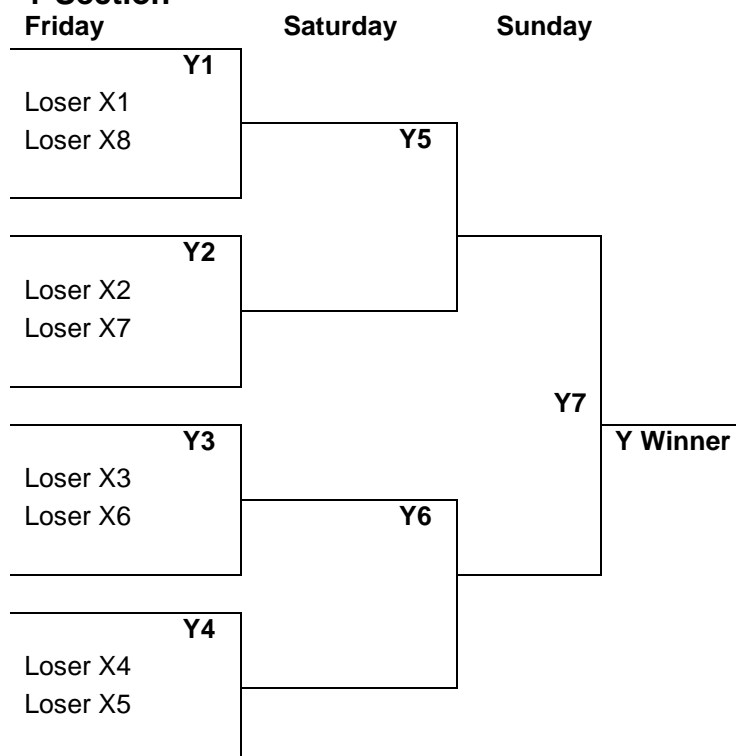 Friday Saturday Sunday
Y1
Loser X1
Loser X8
Y5
Y2
Loser X2
Loser X7
Y7
Y Winner
Y3
Loser X3
Loser X6
Y6
Y4
Loser X4
Loser X5